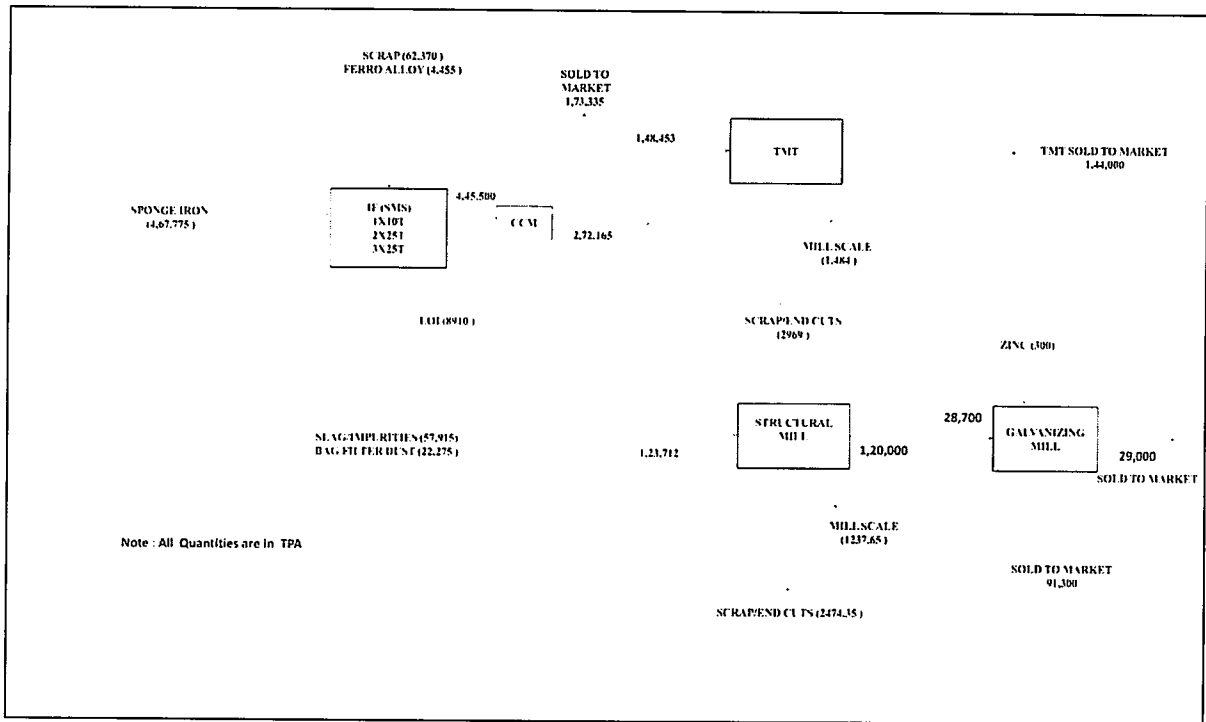 SCRAP (62,370 )
FERRO ALLOY (4,455 )
SOLD TO
MARKET
1,73,335
1,48,453
TMT
TMT SOLD TO MARKET
1,44,000
SPONGE IRON
(4,67,775 )
IF (SMS)
1X10T
2X25T
3X25T
4,45,500
CCM
2,72,165
MILL SCALE
(1,484 )
LOI (8910 )
SCRAP/END CUTS
(2969 )
ZINC (300)
SLAG/IMPURITIES (57,915)
BAG FILTER DUST (22,275 )
1,23,712
STRUCTURAL
MILL
1,20,000
28,700
GALVANIZING
MILL
29,000
SOLD TO MARKET
Note : All Quantities are in TPA
MILL SCALE
(1237.65 )
SOLD TO MARKET
91,300
SCRAP/END CUTS (2474.35 )